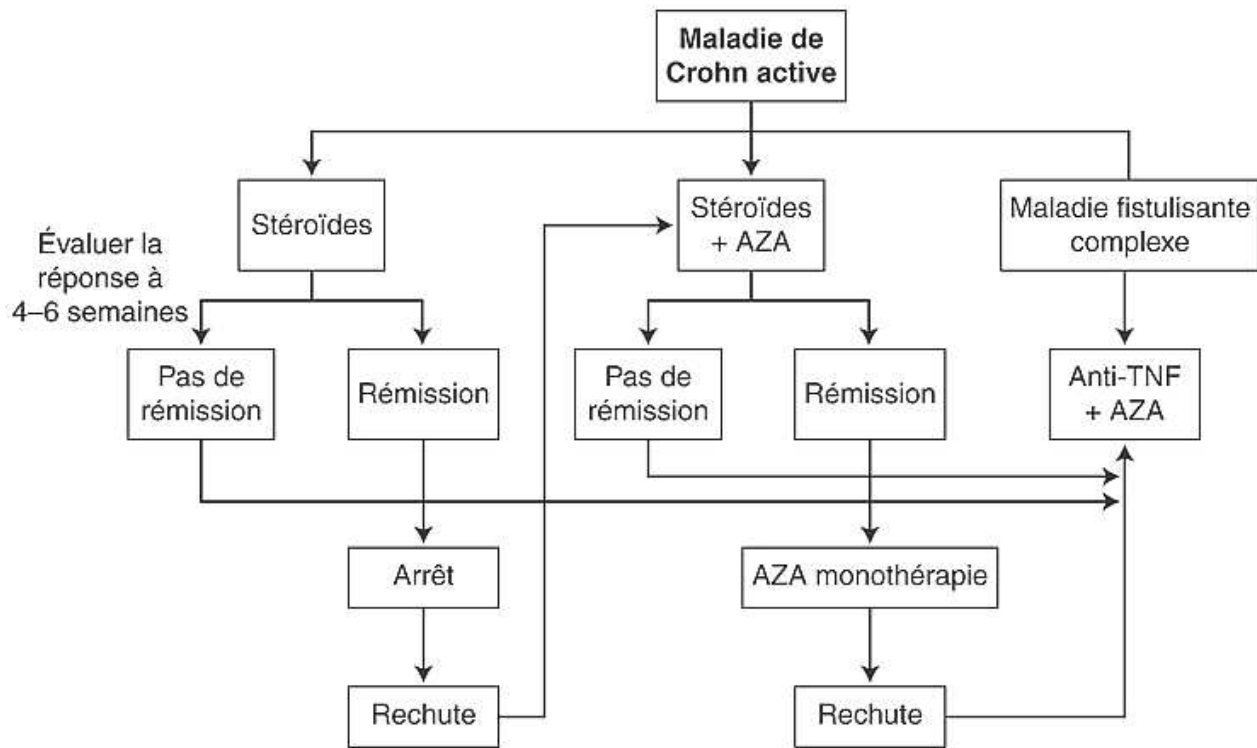 Maladie de
Crohn active
Stéroïdes
Stéroïdes
+ AZA
Maladie fistulisante
complexe
Évaluer la
réponse à
4–6 semaines
Pas de
rémission
Rémission
Pas de
rémission
Rémission
Anti-TNF
+ AZA
Arrêt
AZA monothérapie
Rechute
Rechute